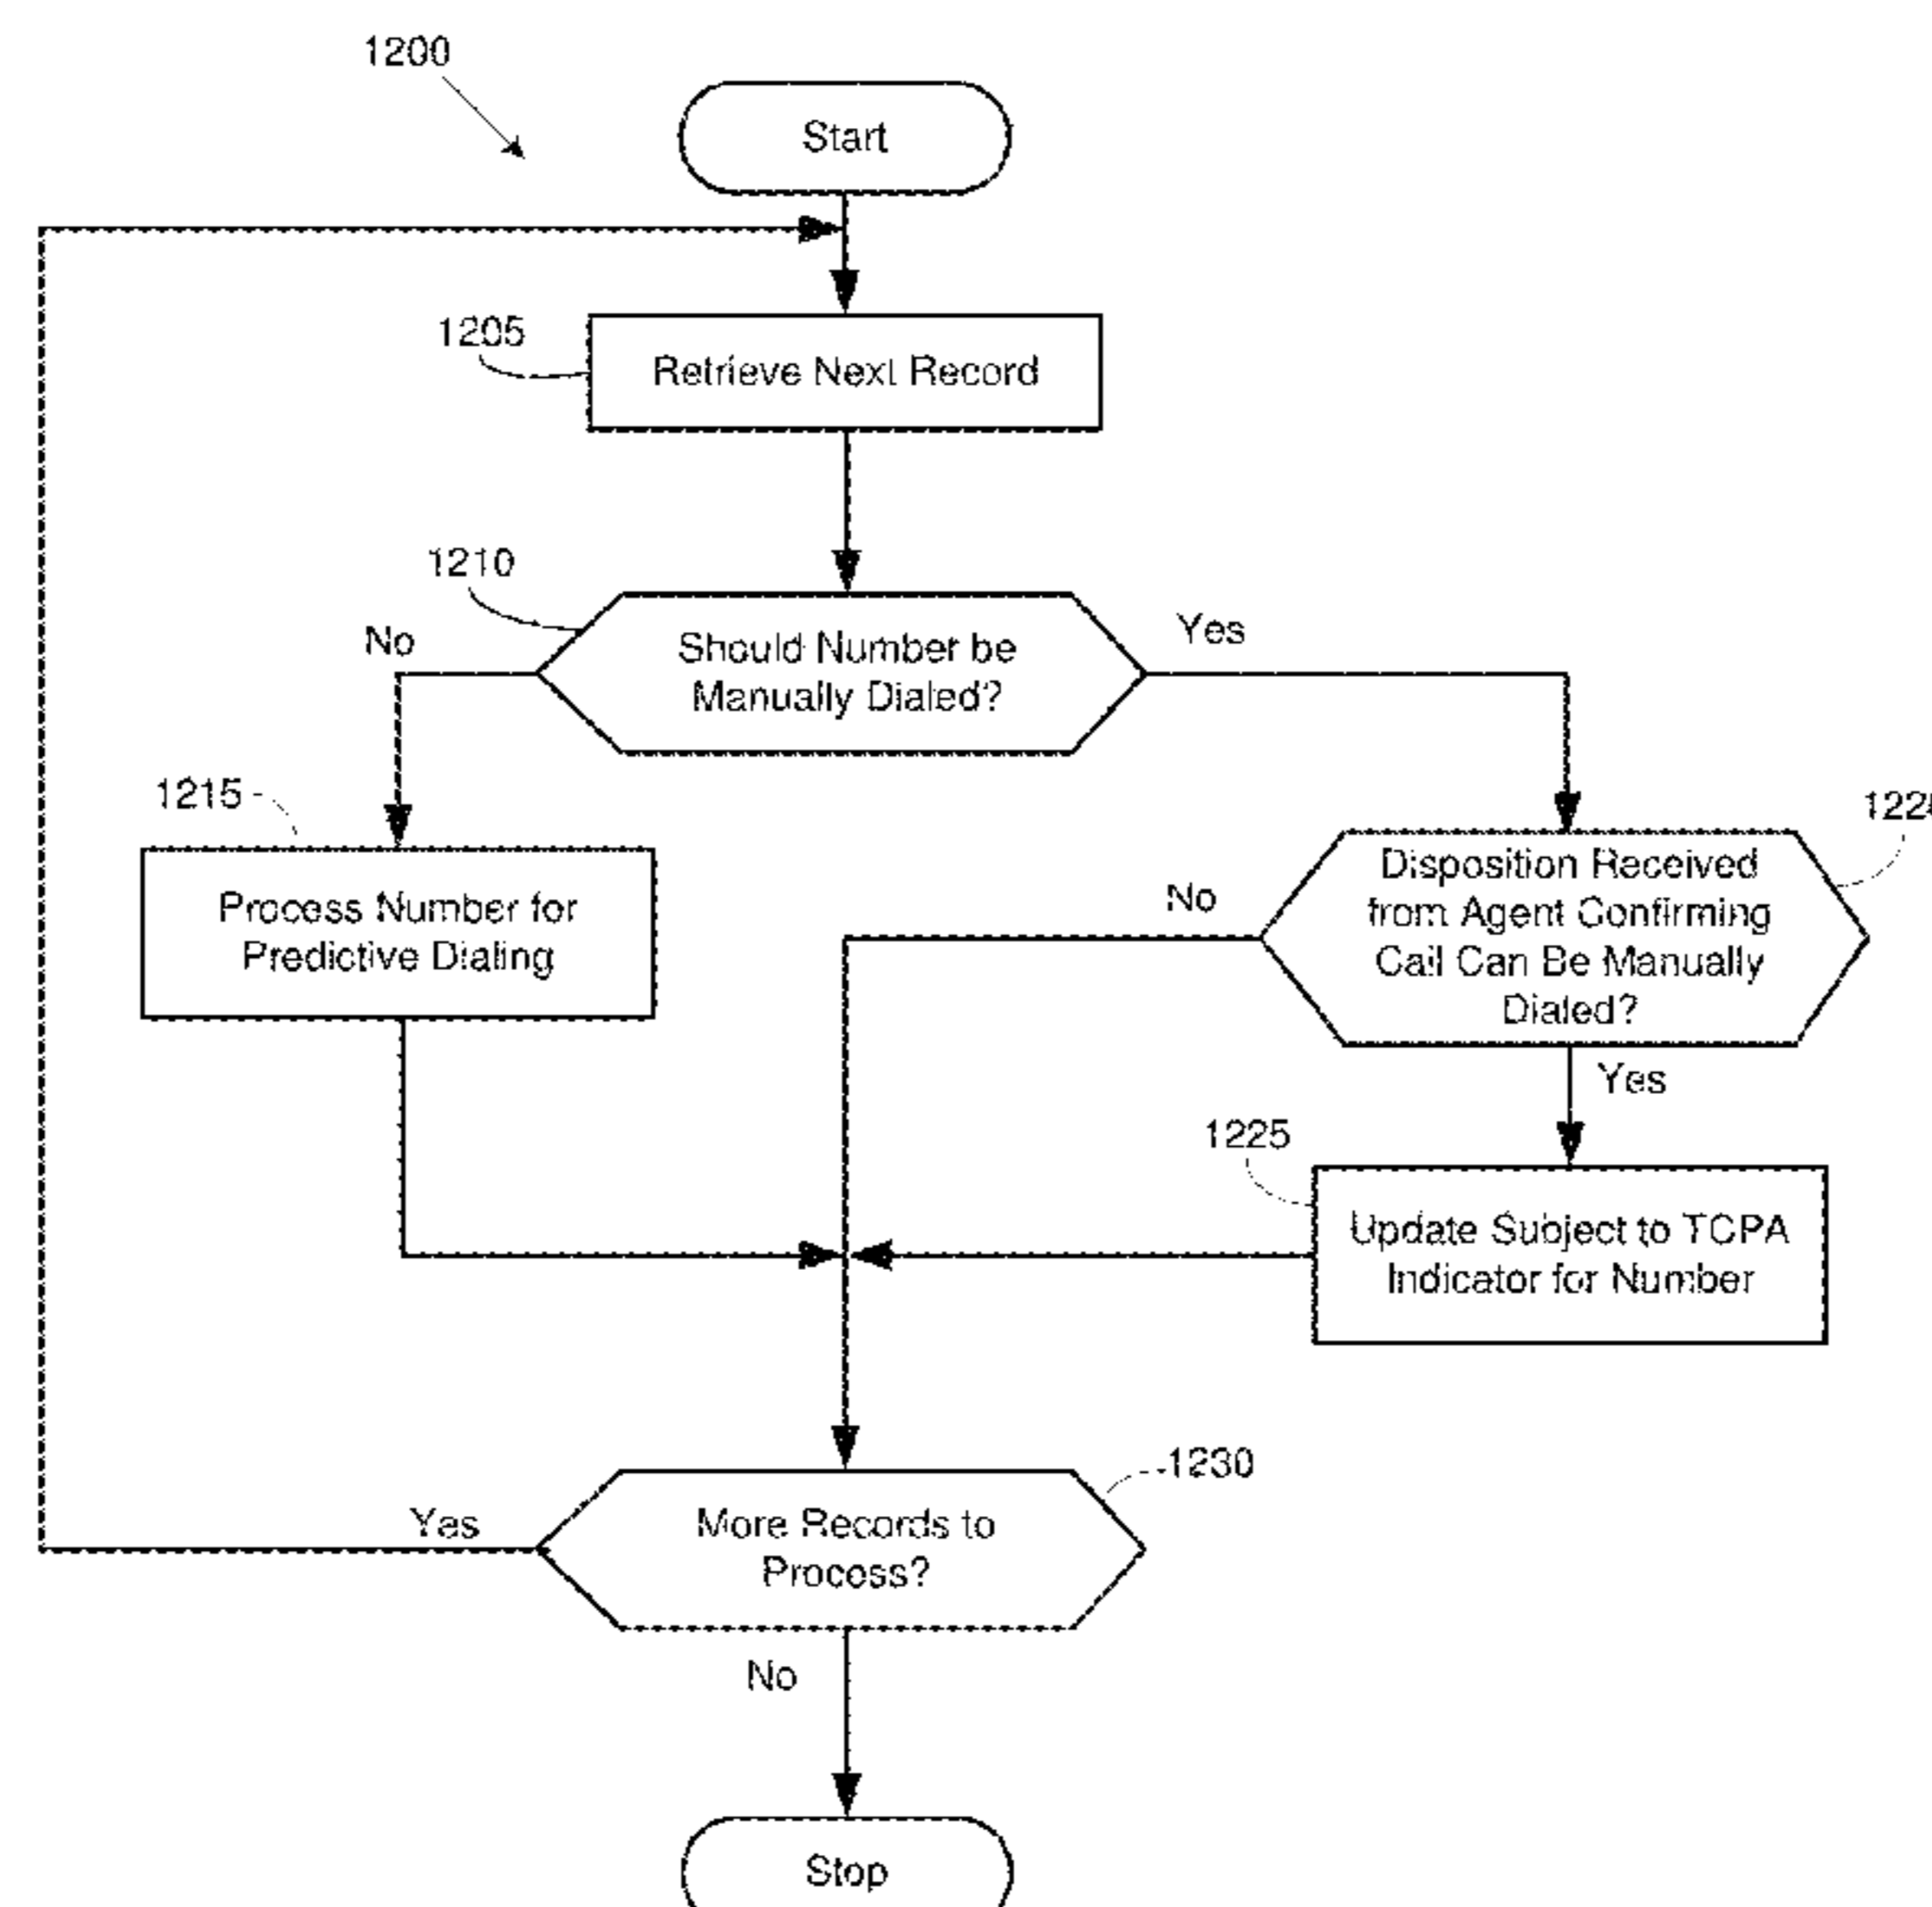 1200
Start
1205
Retrieve Next Record
1210
No
Should Number be
Manually Dialed?
Yes
1215
Process Number for
Predictive Dialing
No
Disposition Received
from Agent Confirming
Call Can Be Manually
Dialed?
Yes
1225
Update Subject to TCPA
Indicator for Number
1230
Yes
More Records to
Process?
No
Stop